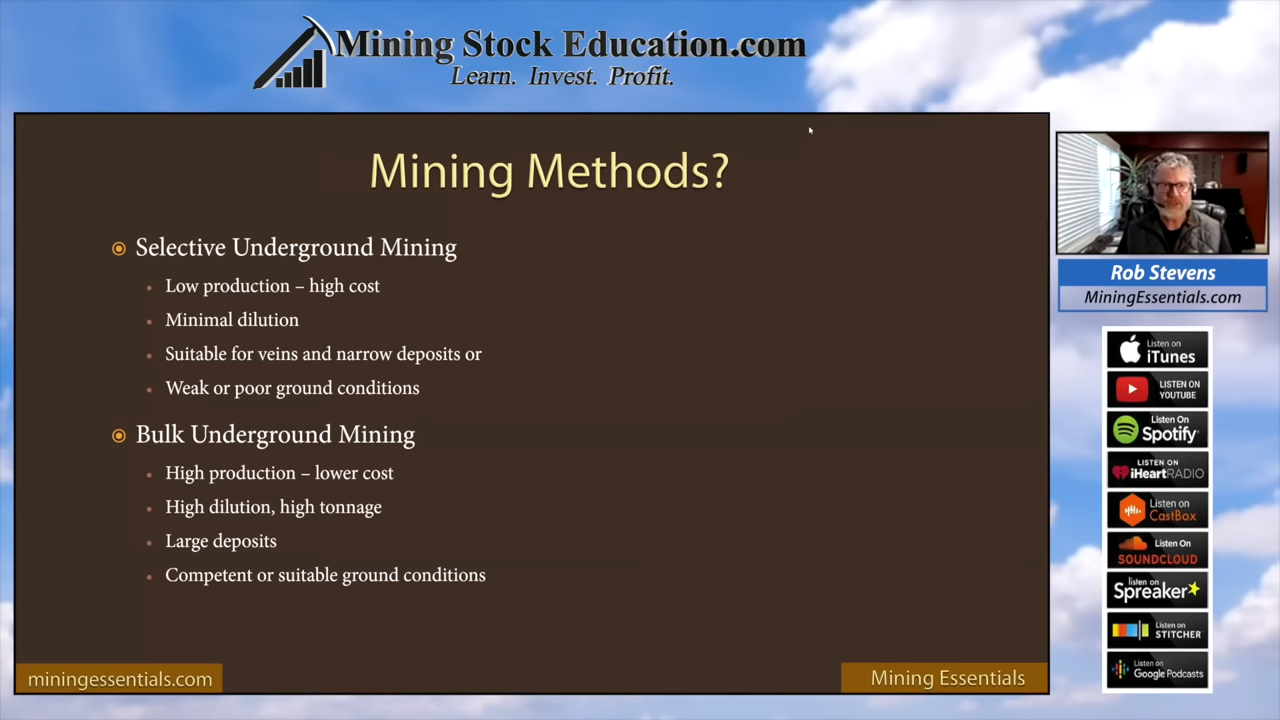 Mining Stock Education.com
Learn. Invest. Profit.
Mining Methods?
Selective Underground Mining
Low production – high cost
Minimal dilution
Suitable for veins and narrow deposits or
Weak or poor ground conditions
Bulk Underground Mining
High production – lower cost
High dilution, high tonnage
Large deposits
Competent or suitable ground conditions
miningessentials.com
Mining Essentials
Rob Stevens
MiningEssentials.com
Listen on
iTunes
LISTEN ON
YOUTUBE
Listen On
Spotify
LISTEN ON
iHeartRADIO
Listen on
CastBox
Listen On
SOUNDCLOUD
listen on
Spreaker
Listen on
STITCHER
Listen on
Google Podcasts